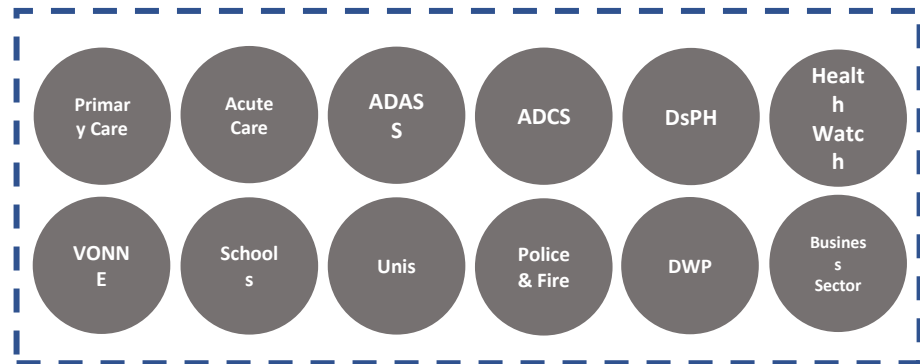 Primar
y Care
Acute
Care
ADAS
S
ADCS
DsPH
Healt
h
Watc
h
VONN
E
School
s
Unis
Police
& Fire
DWP
Busines
s
Sector